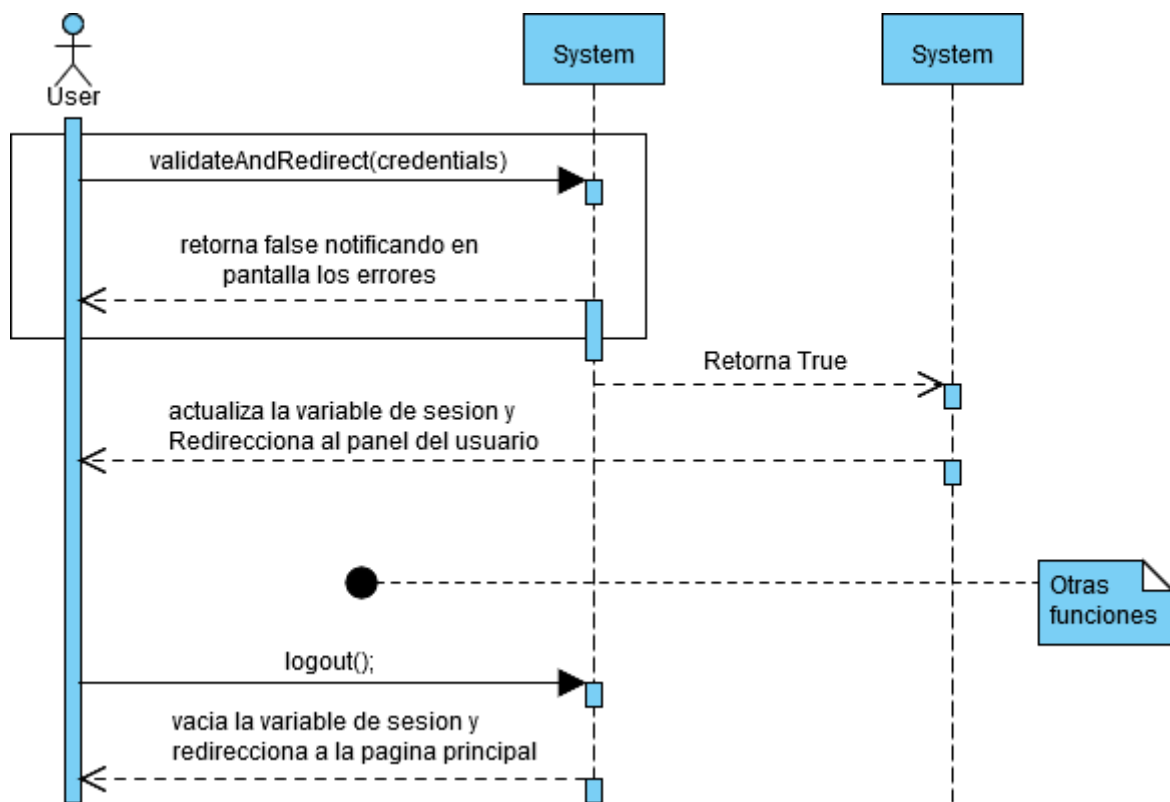 System
System
User
validateAndRedirect(credentials)
retorna false notificando en
pantalla los errores
Retorna True
actualiza la variable de sesion y
Redirecciona al panel del usuario
Otras
funciones
logout();
vacia la variable de sesion y
redirecciona a la pagina principal